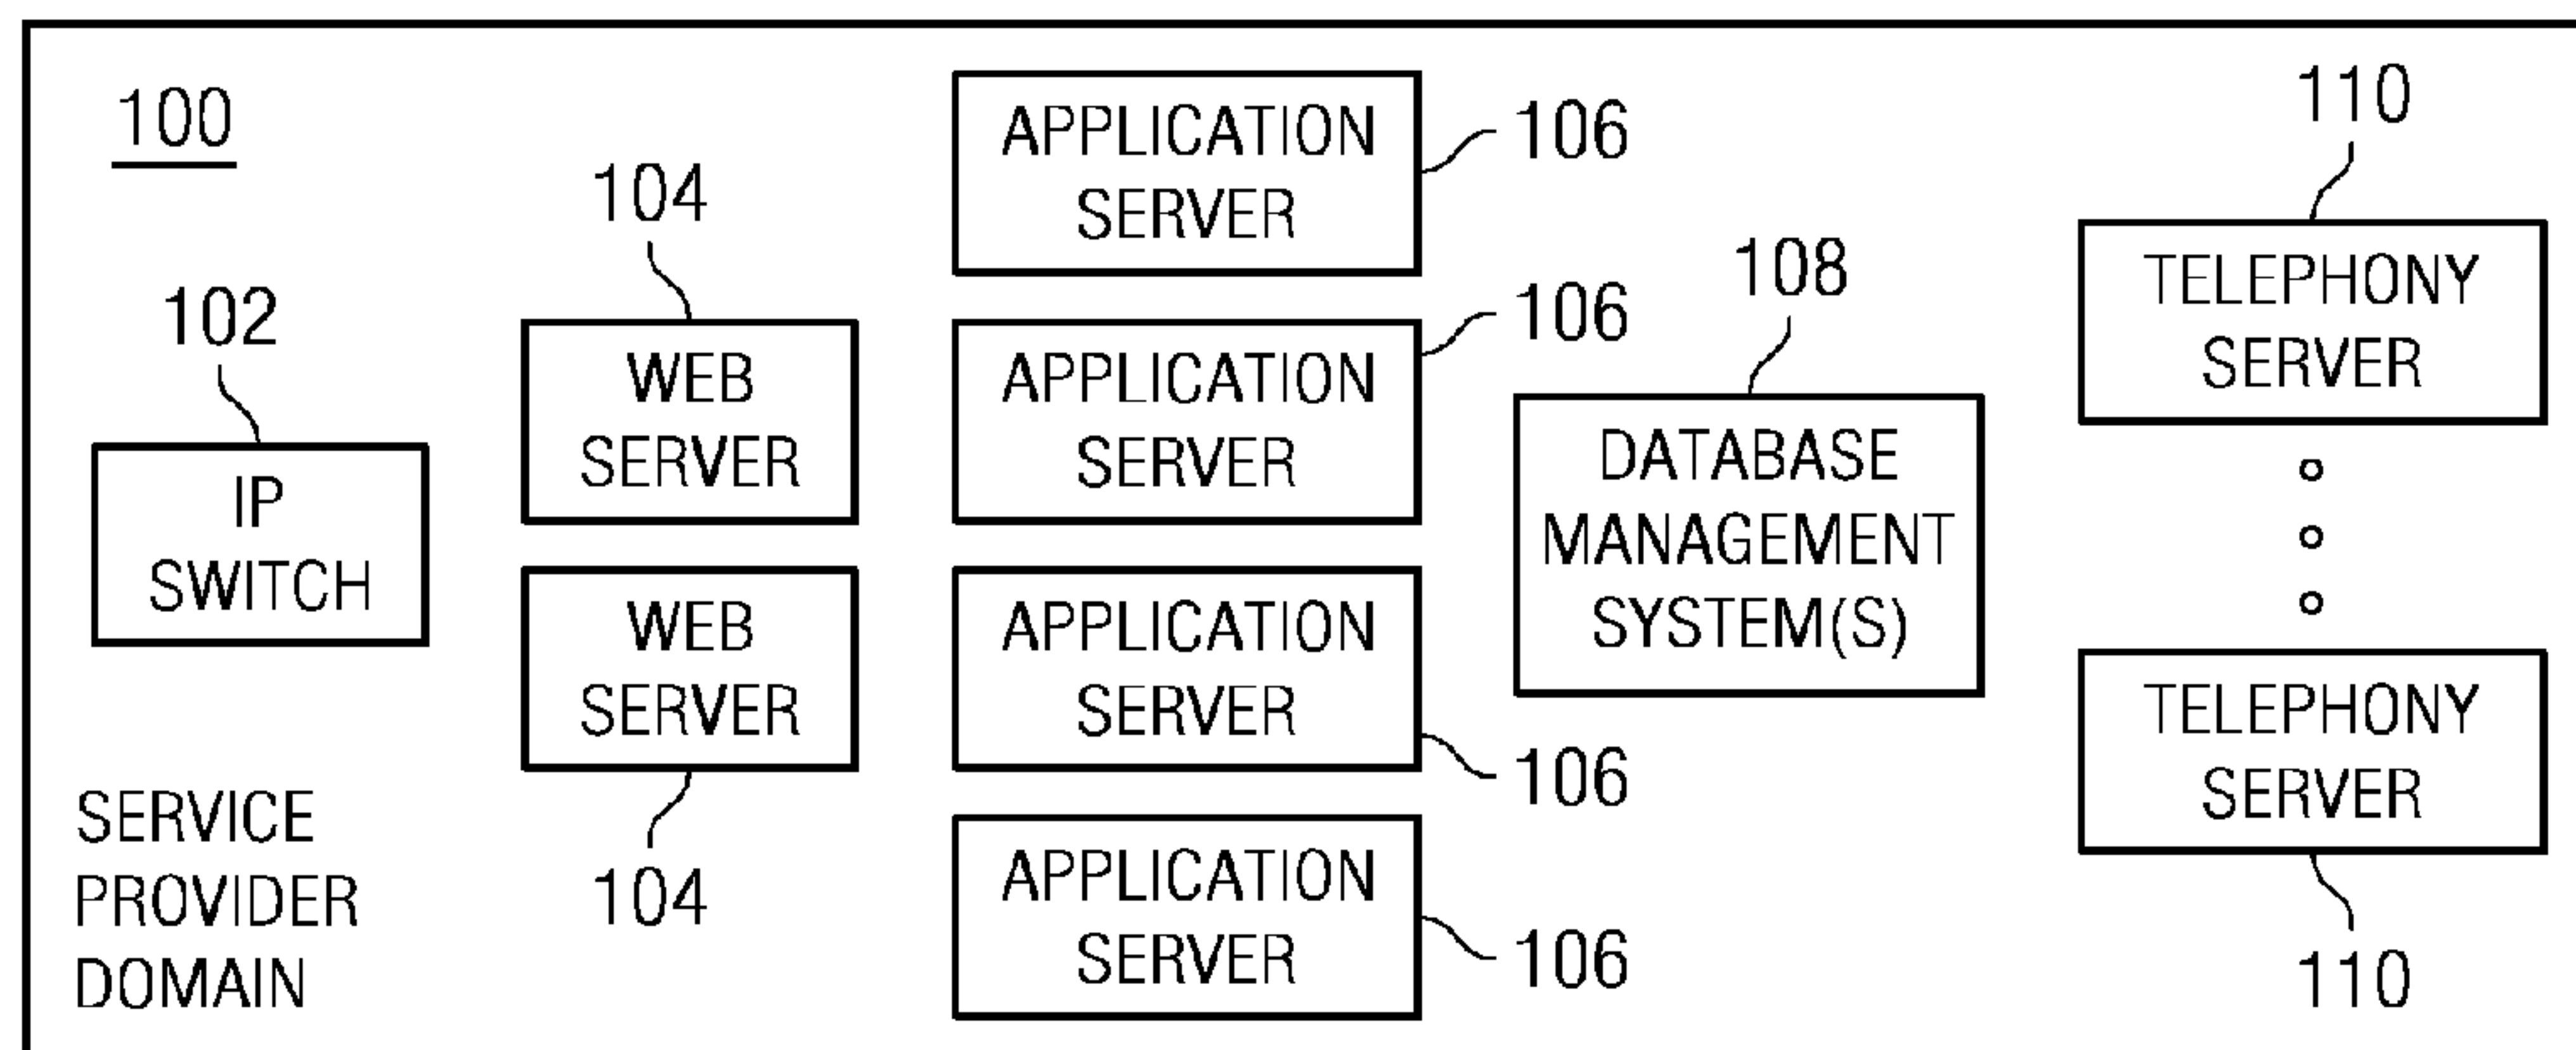 100
102
IP
SWITCH
SERVICE
PROVIDER
DOMAIN
104
WEB
SERVER
WEB
SERVER
104
APPLICATION
SERVER
106
APPLICATION
SERVER
106
APPLICATION
SERVER
106
APPLICATION
SERVER
106
108
DATABASE
MANAGEMENT
SYSTEM(S)
110
TELEPHONY
SERVER
TELEPHONY
SERVER
110